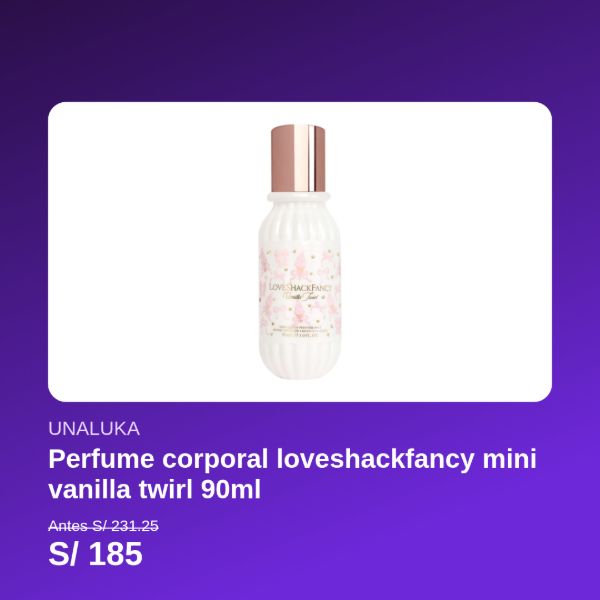 LOVESHACKFANCY
Vanilla Twirl
UNALUKA
Perfume corporal loveshackfancy mini
vanilla twirl 90ml
Antes S/ 231.25
S/ 185